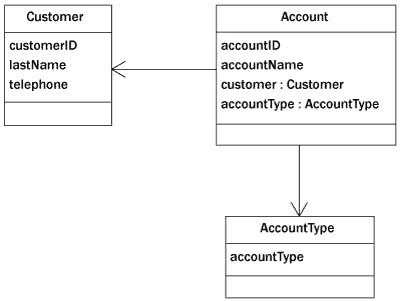 Customer
customerID
lastName
telephone
Account
accountID
accountName
customer : Customer
accountType : AccountType
AccountType
accountType